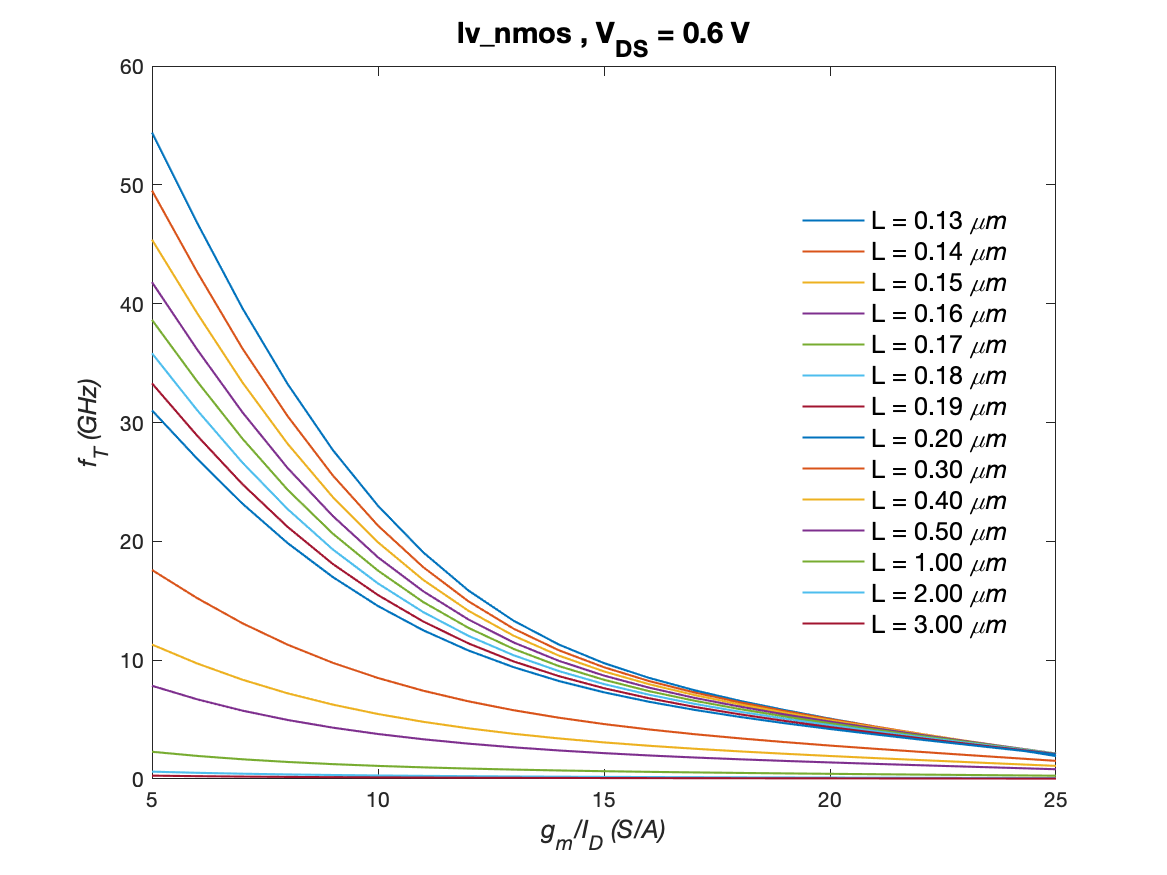 lv_nmos , V_DS = 0.6 V
60
50
40
30
20
10
0
f_T (GHz)
L = 0.13 μm
L = 0.14 μm
L = 0.15 μm
L = 0.16 μm
L = 0.17 μm
L = 0.18 μm
L = 0.19 μm
L = 0.20 μm
L = 0.30 μm
L = 0.40 μm
L = 0.50 μm
L = 1.00 μm
L = 2.00 μm
L = 3.00 μm
5 10 15 20 25
g_m/I_D (S/A)